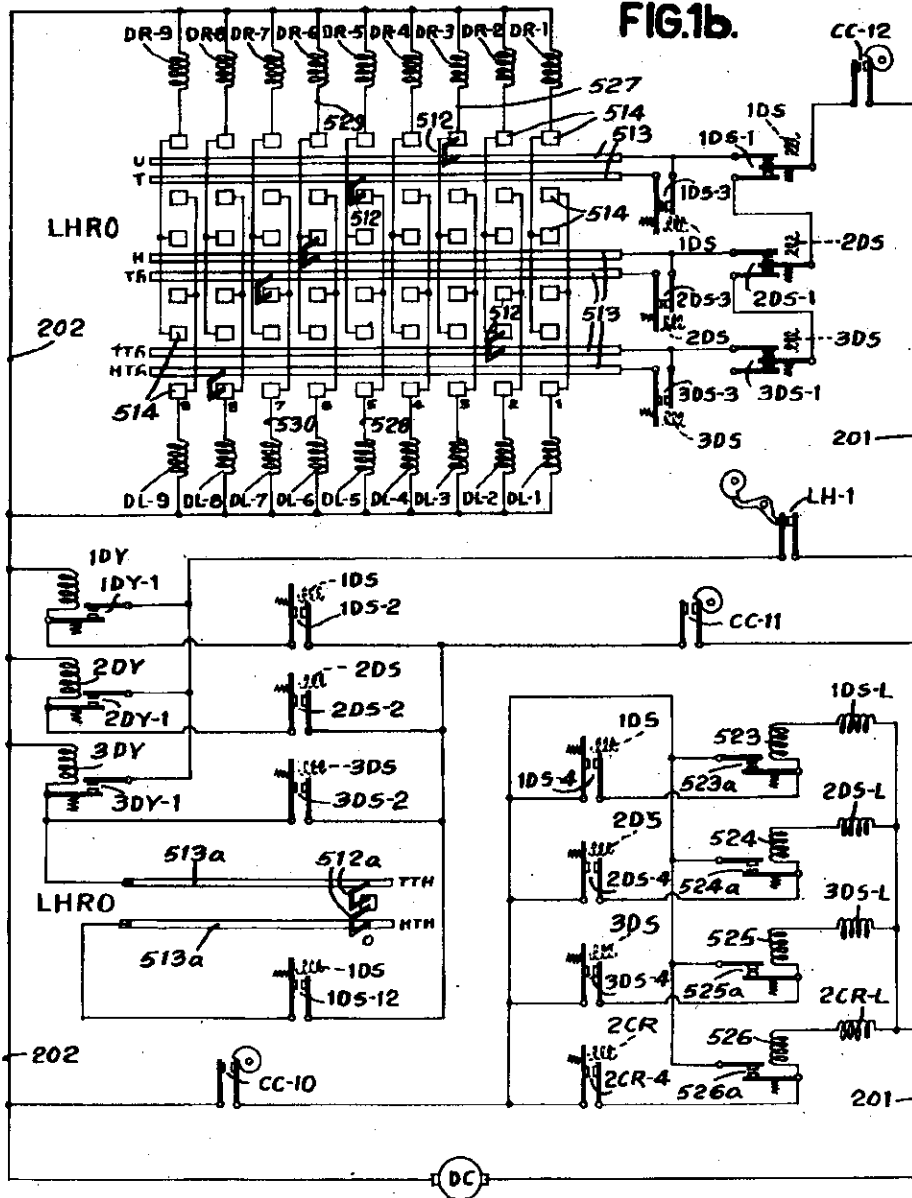 FIG.1b.
DR-9 DR-8 DR-7 DR-6 DR-5 DR-4 DR-3 DR-2 DR-1
CC-12
529 527
512 514
1DS
1DS-1
U
513
T
1DS-3
512
514
LHRO
1DS
2DS
H
Th
2DS-3 2DS-1
513
512
202
2DS
3DS
TTh
HTh
3DS-3 3DS-1
514
9 8 7 6 5 4 3 2 1
530 528
3DS
201
DL-9 DL-8 DL-7 DL-6 DL-5 DL-4 DL-3 DL-2 DL-1
LH-1
1DY
1DY-1
1DS
1DS-2
CC-11
2DY
2DY-1
2DS
2DS-2
1DS-L
1DS
523
1DS-4
523a
3DY
3DY-1
3DS
3DS-2
2DS-L
2DS
524
2DS-4
524a
513a
512a
TTH
LHRO
3DS-L
3DS
525
HTH
513a
0
3DS-4
525a
1DS
1DS-12
2CR-L
2CR
526
202
CC-10
2CR-4
526a
201
DC